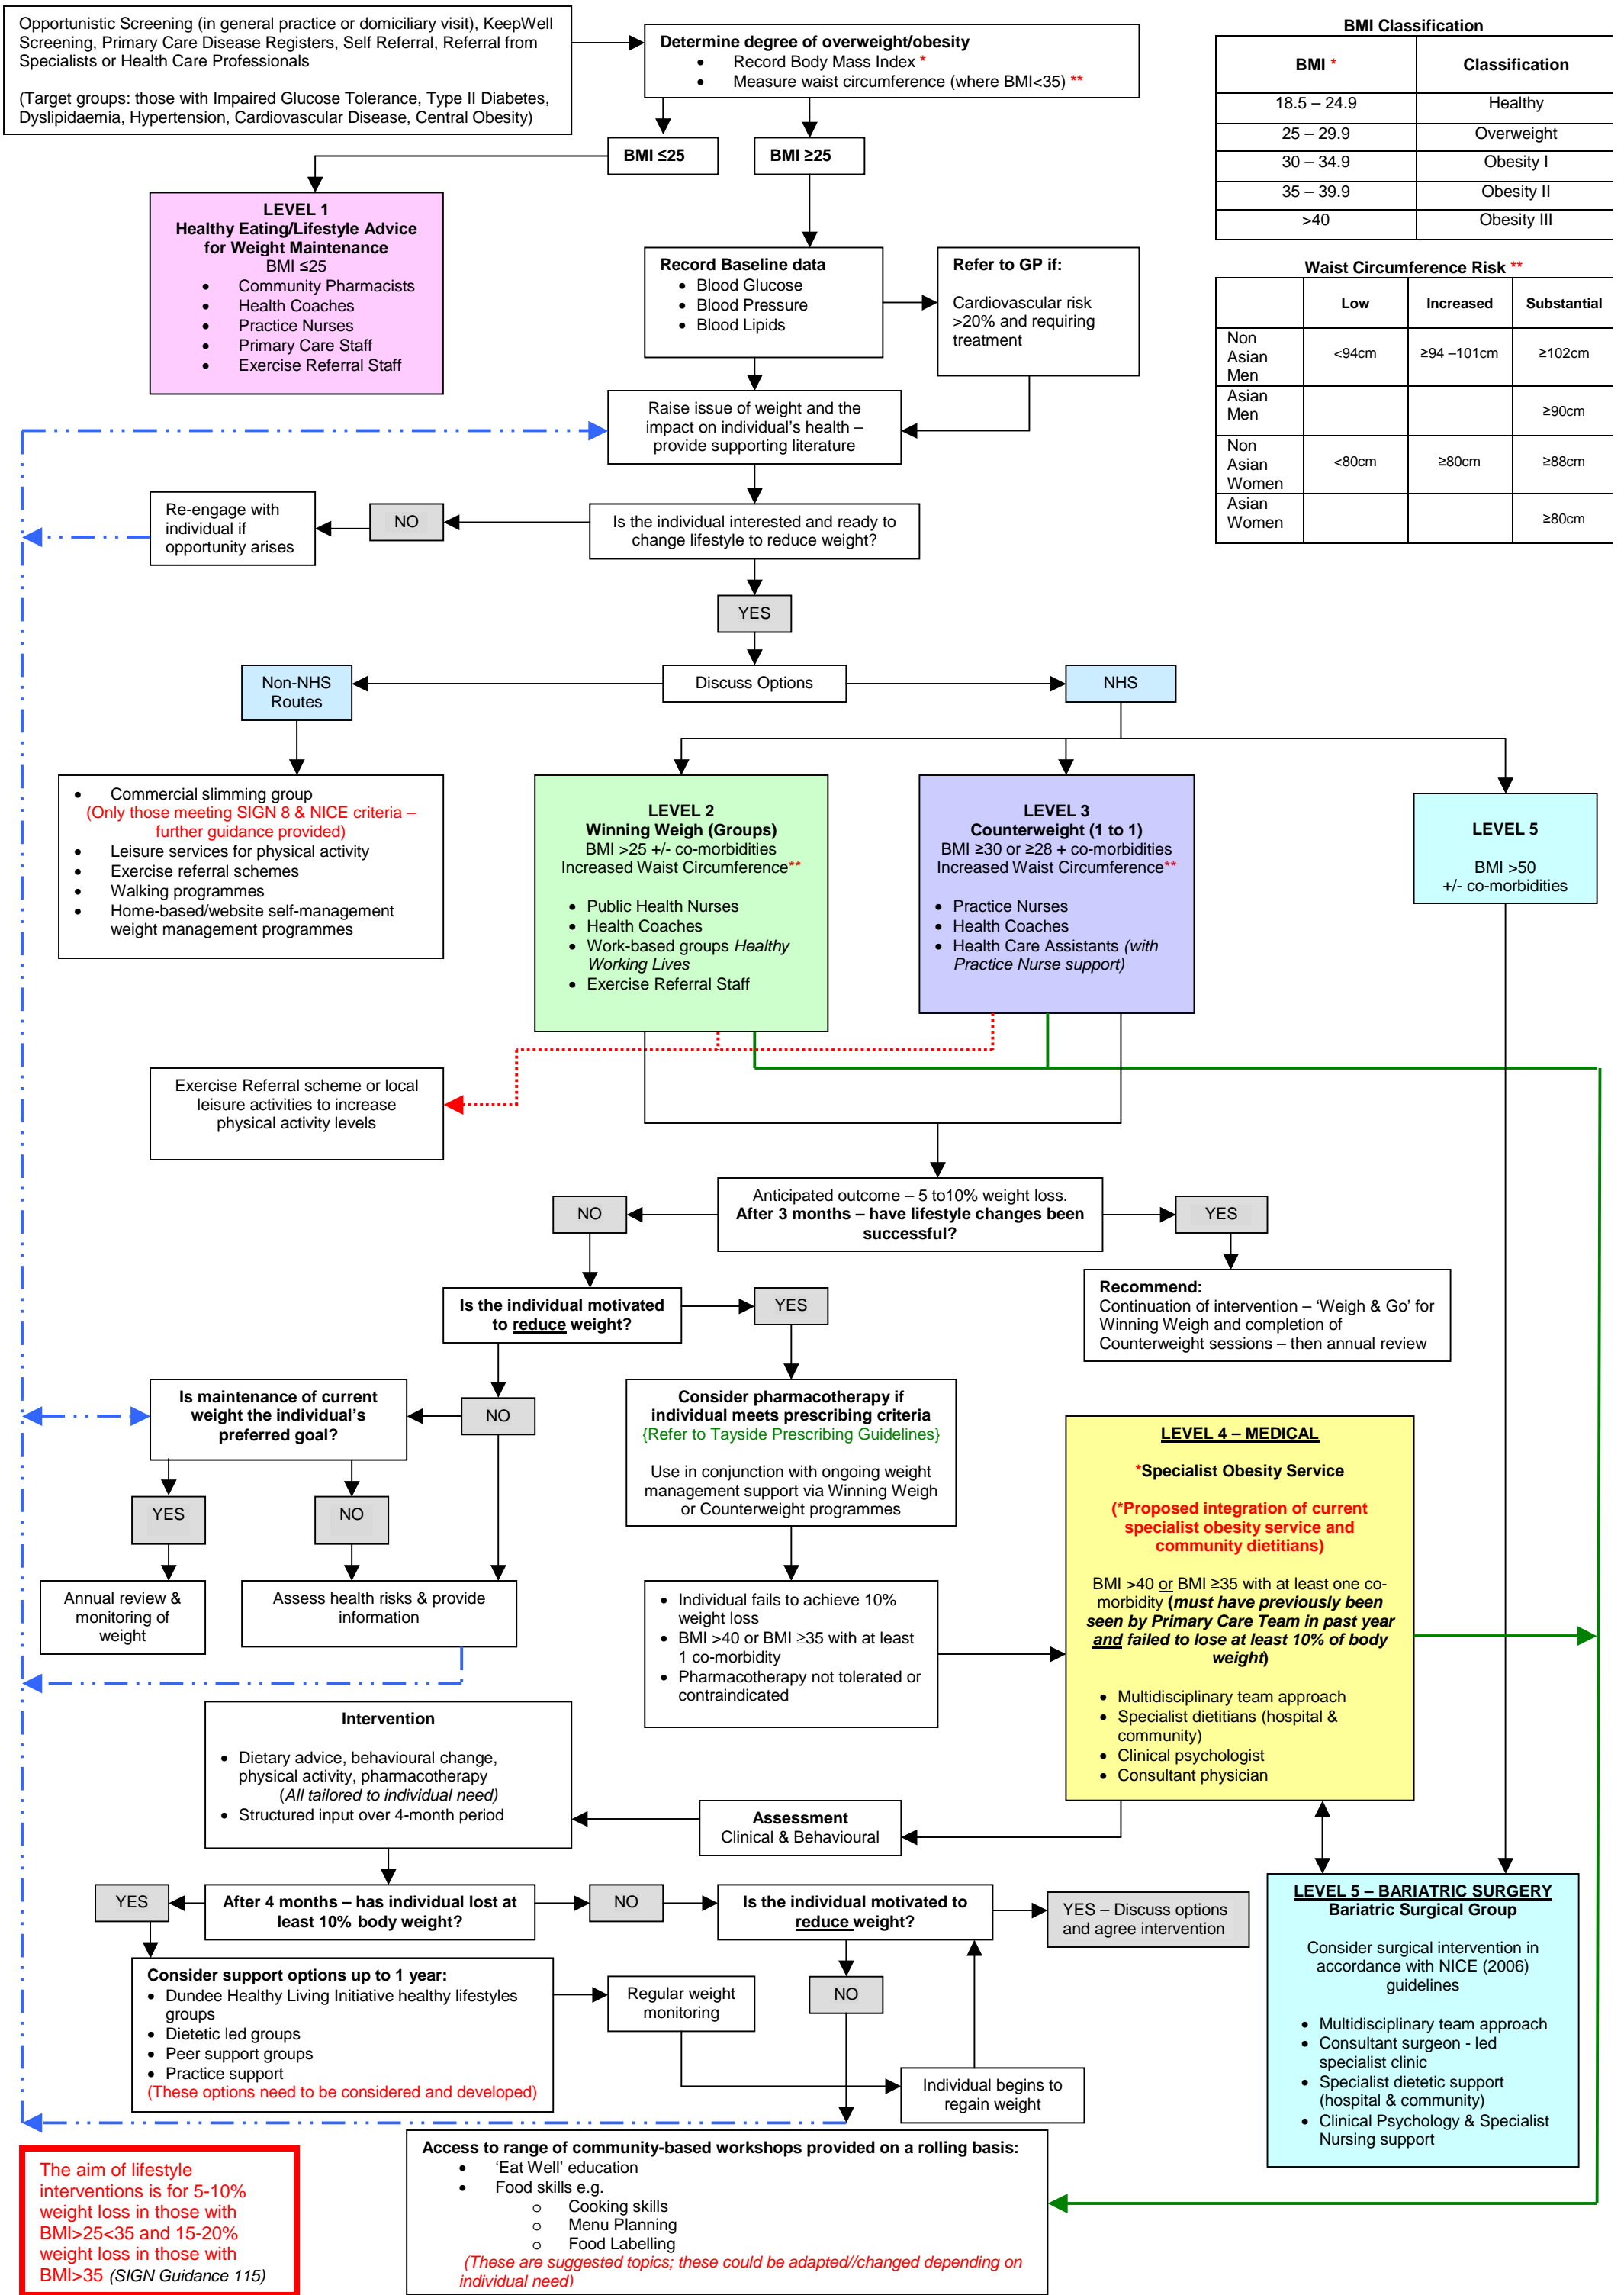 Opportunistic Screening (in general practice or domiciliary visit), KeepWell
Screening, Primary Care Disease Registers, Self Referral, Referral from
Specialists or Health Care Professionals
(Target groups: those with Impaired Glucose Tolerance, Type II Diabetes,
Dyslipidaemia, Hypertension, Cardiovascular Disease, Central Obesity)
Determine degree of overweight/obesity
• Record Body Mass Index *
• Measure waist circumference (where BMI<35) **
BMI Classification
BMI * Classification
18.5 – 24.9 Healthy
25 – 29.9 Overweight
30 – 34.9 Obesity I
35 – 39.9 Obesity II
>40 Obesity III
Waist Circumference Risk **
Low Increased Substantial
Non
Asian
Men
<94cm ≥94 –101cm ≥102cm
Asian
Men
≥90cm
Non
Asian
Women
<80cm ≥80cm ≥88cm
Asian
Women
≥80cm
BMI ≤25
BMI ≥25
LEVEL 1
Healthy Eating/Lifestyle Advice
for Weight Maintenance
BMI ≤25
• Community Pharmacists
• Health Coaches
• Practice Nurses
• Primary Care Staff
• Exercise Referral Staff
Record Baseline data
• Blood Glucose
• Blood Pressure
• Blood Lipids
Refer to GP if:
Cardiovascular risk
>20% and requiring
treatment
Raise issue of weight and the
impact on individual's health –
provide supporting literature
Re-engage with
individual if
opportunity arises
NO
Is the individual interested and ready to
change lifestyle to reduce weight?
YES
Non-NHS
Routes
Discuss Options
NHS
• Commercial slimming group
(Only those meeting SIGN 8 & NICE criteria –
further guidance provided)
• Leisure services for physical activity
• Exercise referral schemes
• Walking programmes
• Home-based/website self-management
weight management programmes
LEVEL 2
Winning Weigh (Groups)
BMI >25 +/- co-morbidities
Increased Waist Circumference**
• Public Health Nurses
• Health Coaches
• Work-based groups Healthy
Working Lives
• Exercise Referral Staff
LEVEL 3
Counterweight (1 to 1)
BMI ≥30 or ≥28 + co-morbidities
Increased Waist Circumference**
• Practice Nurses
• Health Coaches
• Health Care Assistants (with
Practice Nurse support)
LEVEL 5
BMI >50
+/- co-morbidities
Exercise Referral scheme or local
leisure activities to increase
physical activity levels
NO
Anticipated outcome – 5 to10% weight loss.
After 3 months – have lifestyle changes been
successful?
YES
Is the individual motivated
to reduce weight?
YES
Recommend:
Continuation of intervention – 'Weigh & Go' for
Winning Weigh and completion of
Counterweight sessions – then annual review
Is maintenance of current
weight the individual's
preferred goal?
NO
Consider pharmacotherapy if
individual meets prescribing criteria
{Refer to Tayside Prescribing Guidelines}
Use in conjunction with ongoing weight
management support via Winning Weigh
or Counterweight programmes
YES
NO
Annual review &
monitoring of
weight
Assess health risks & provide
information
• Individual fails to achieve 10%
weight loss
• BMI >40 or BMI ≥35 with at least
1 co-morbidity
• Pharmacotherapy not tolerated or
contraindicated
LEVEL 4 – MEDICAL
*Specialist Obesity Service
(*Proposed integration of current
specialist obesity service and
community dietitians)
BMI >40 or BMI ≥35 with at least one co-
morbidity (must have previously been
seen by Primary Care Team in past year
and failed to lose at least 10% of body
weight)
• Multidisciplinary team approach
• Specialist dietitians (hospital &
community)
• Clinical psychologist
• Consultant physician
Intervention
• Dietary advice, behavioural change,
physical activity, pharmacotherapy
(All tailored to individual need)
• Structured input over 4-month period
Assessment
Clinical & Behavioural
YES
After 4 months – has individual lost at
least 10% body weight?
NO
Is the individual motivated to
reduce weight?
YES – Discuss options
and agree intervention
LEVEL 5 – BARIATRIC SURGERY
Bariatric Surgical Group
Consider surgical intervention in
accordance with NICE (2006)
guidelines
• Multidisciplinary team approach
• Consultant surgeon - led
specialist clinic
• Specialist dietetic support
(hospital & community)
• Clinical Psychology & Specialist
Nursing support
Consider support options up to 1 year:
• Dundee Healthy Living Initiative healthy lifestyles
groups
• Dietetic led groups
• Peer support groups
• Practice support
(These options need to be considered and developed)
Regular weight
monitoring
NO
Individual begins to
regain weight
The aim of lifestyle
interventions is for 5-10%
weight loss in those with
BMI>25<35 and 15-20%
weight loss in those with
BMI>35 (SIGN Guidance 115)
Access to range of community-based workshops provided on a rolling basis:
• 'Eat Well' education
• Food skills e.g.
o Cooking skills
o Menu Planning
o Food Labelling
(These are suggested topics; these could be adapted//changed depending on
individual need)